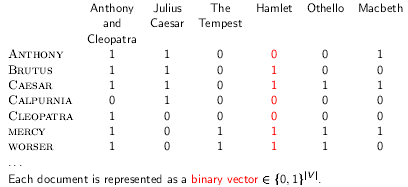 Anthony Julius The Hamlet Othello Macbeth
and Caesar Tempest
Cleopatra
ANTHONY 1 1 0 0 0 1
BRUTUS 1 1 0 1 0 0
CAESAR 1 1 0 1 1 1
CALPURNIA 0 1 0 0 0 0
CLEOPATRA 1 0 0 0 0 0
MERCY 1 0 1 1 1 1
WORSER 1 0 1 1 1 0
...
Each document is represented as a binary vector ∈ {0, 1}^|V|.